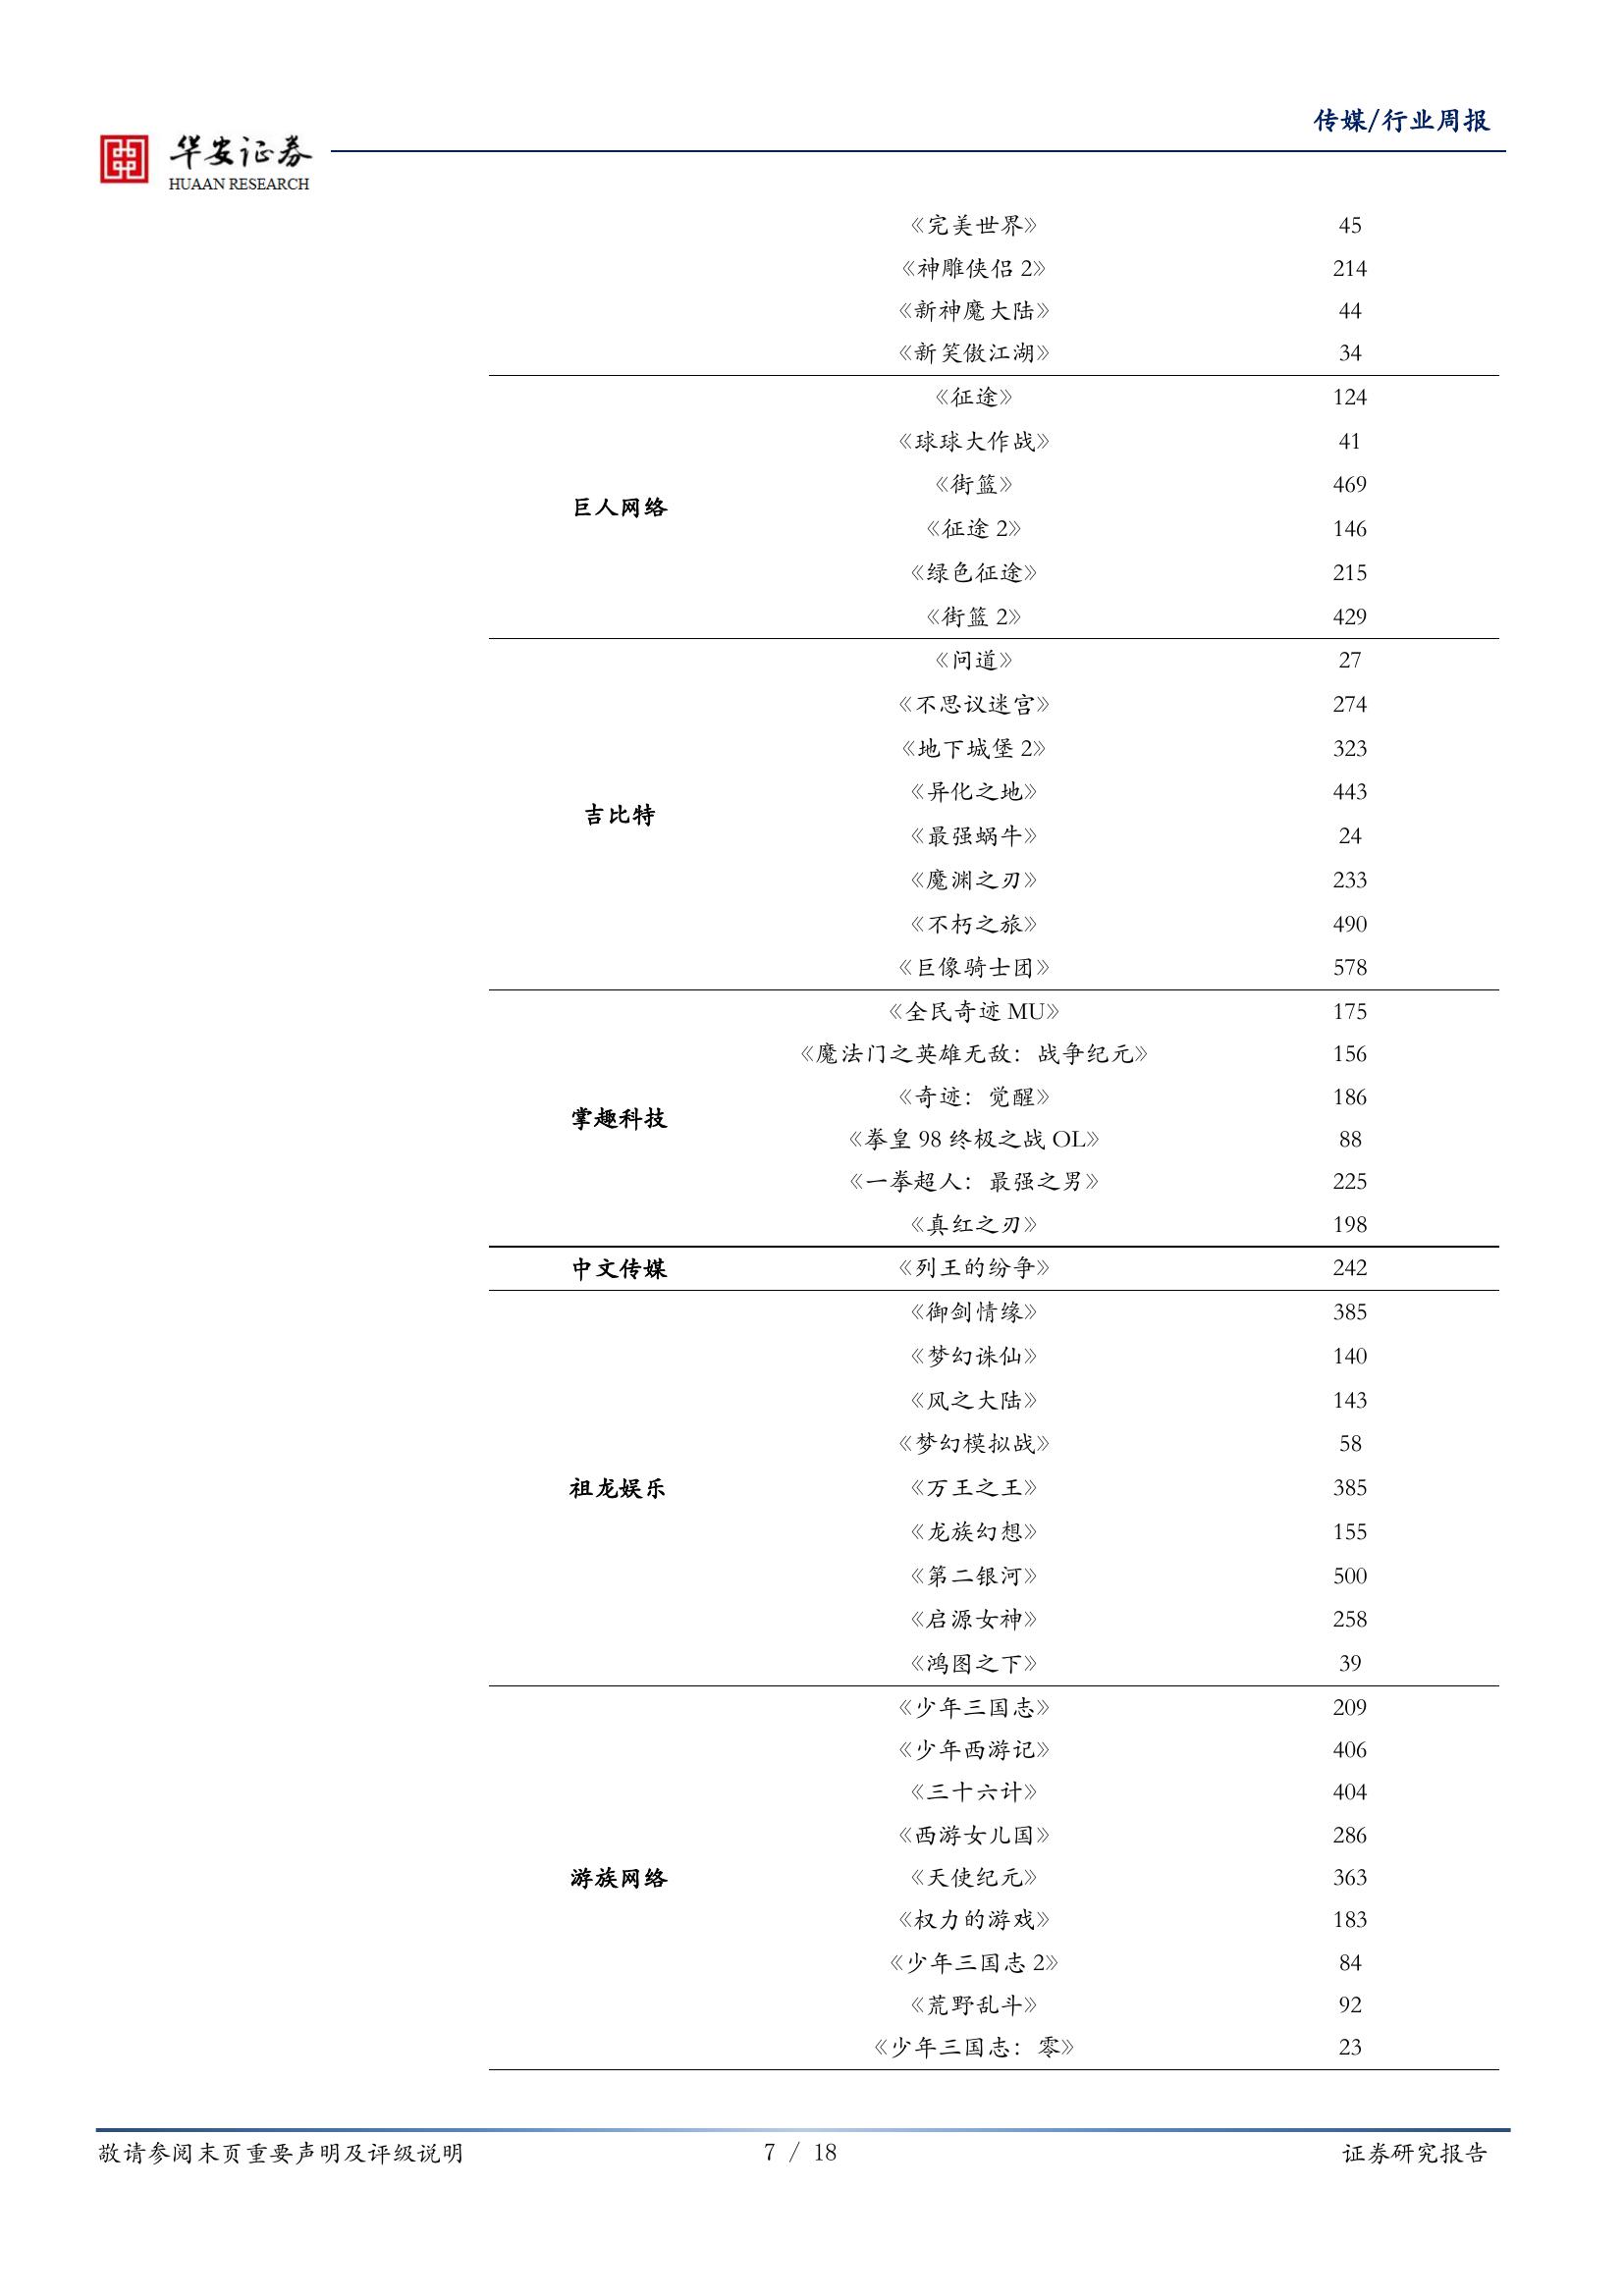 传媒/行业周报
华安证券
HUAAN RESEARCH
《完美世界》 45
《神雕侠侣 2》 214
《新神魔大陆》 44
《新笑傲江湖》 34
《征途》 124
《球球大作战》 41
《街篮》 469
巨人网络
《征途 2》 146
《绿色征途》 215
《街篮 2》 429
《问道》 27
《不思议迷宫》 274
《地下城堡 2》 323
《异化之地》 443
吉比特
《最强蜗牛》 24
《魔渊之刃》 233
《不朽之旅》 490
《巨像骑士团》 578
《全民奇迹 MU》 175
《魔法门之英雄无敌：战争纪元》 156
《奇迹：觉醒》 186
掌趣科技
《拳皇 98 终极之战 OL》 88
《一拳超人：最强之男》 225
《真红之刃》 198
中文传媒 《列王的纷争》 242
《御剑情缘》 385
《梦幻诛仙》 140
《风之大陆》 143
《梦幻模拟战》 58
祖龙娱乐 《万王之王》 385
《龙族幻想》 155
《第二银河》 500
《启源女神》 258
《鸿图之下》 39
《少年三国志》 209
《少年西游记》 406
《三十六计》 404
《西游女儿国》 286
游族网络 《天使纪元》 363
《权力的游戏》 183
《少年三国志 2》 84
《荒野乱斗》 92
《少年三国志：零》 23
敬请参阅末页重要声明及评级说明 7 / 18 证券研究报告